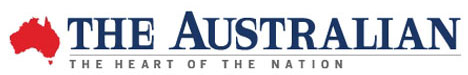 THE AUSTRALIAN
THE HEART OF THE NATION